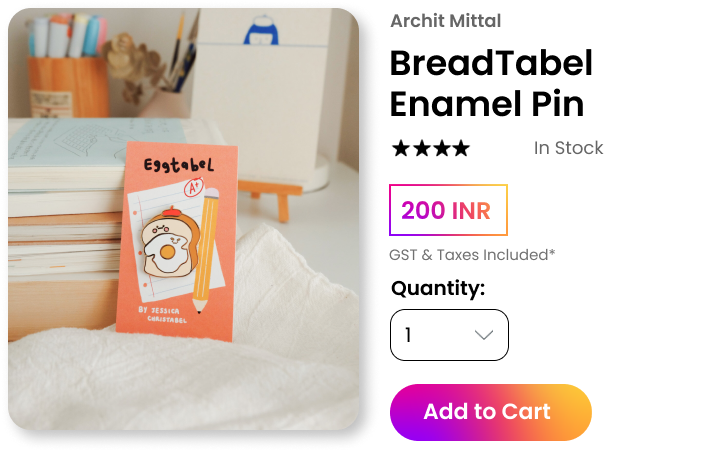 Archit Mittal
BreadTabel
Enamel Pin
In Stock
200 INR
GST & Taxes Included*
Quantity:
1
Add to Cart
Eggtabel
A+
BY JESSICA
CHRISTABEL